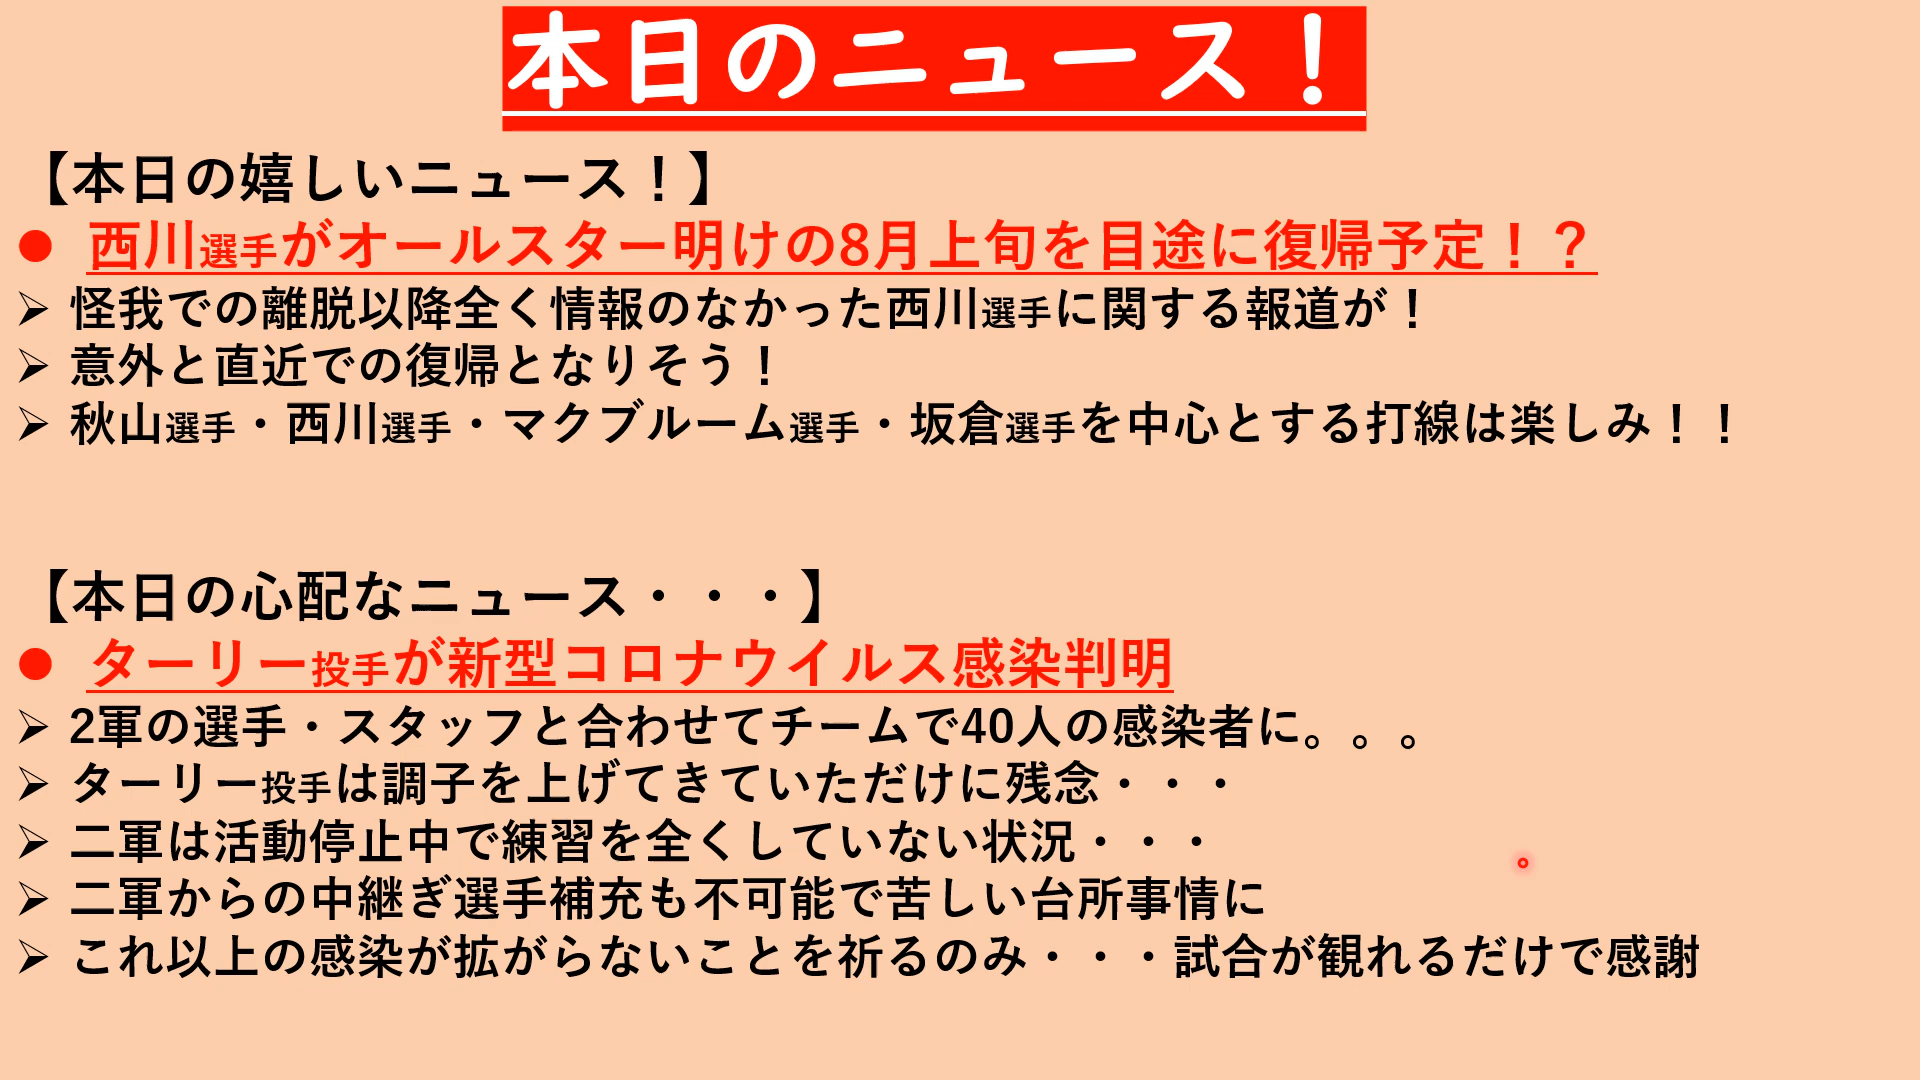 本日のニュース！
【本日の嬉しいニュース！】
● 西川選手がオールスター明けの8月上旬を目途に復帰予定！？
➢ 怪我での離脱以降全く情報のなかった西川選手に関する報道が！
➢ 意外と直近での復帰となりそう！
➢ 秋山選手・西川選手・マクブルーム選手・坂倉選手を中心とする打線は楽しみ！！
【本日の心配なニュース・・・】
● ターリー投手が新型コロナウイルス感染判明
➢ 2軍の選手・スタッフと合わせてチームで40人の感染者に。。。
➢ ターリー投手は調子を上げてきていただけに残念・・・
➢ 二軍は活動停止中で練習を全くしていない状況・・・
➢ 二軍からの中継ぎ選手補充も不可能で苦しい台所事情に
➢ これ以上の感染が拡がらないことを祈るのみ・・・試合が観れるだけで感謝